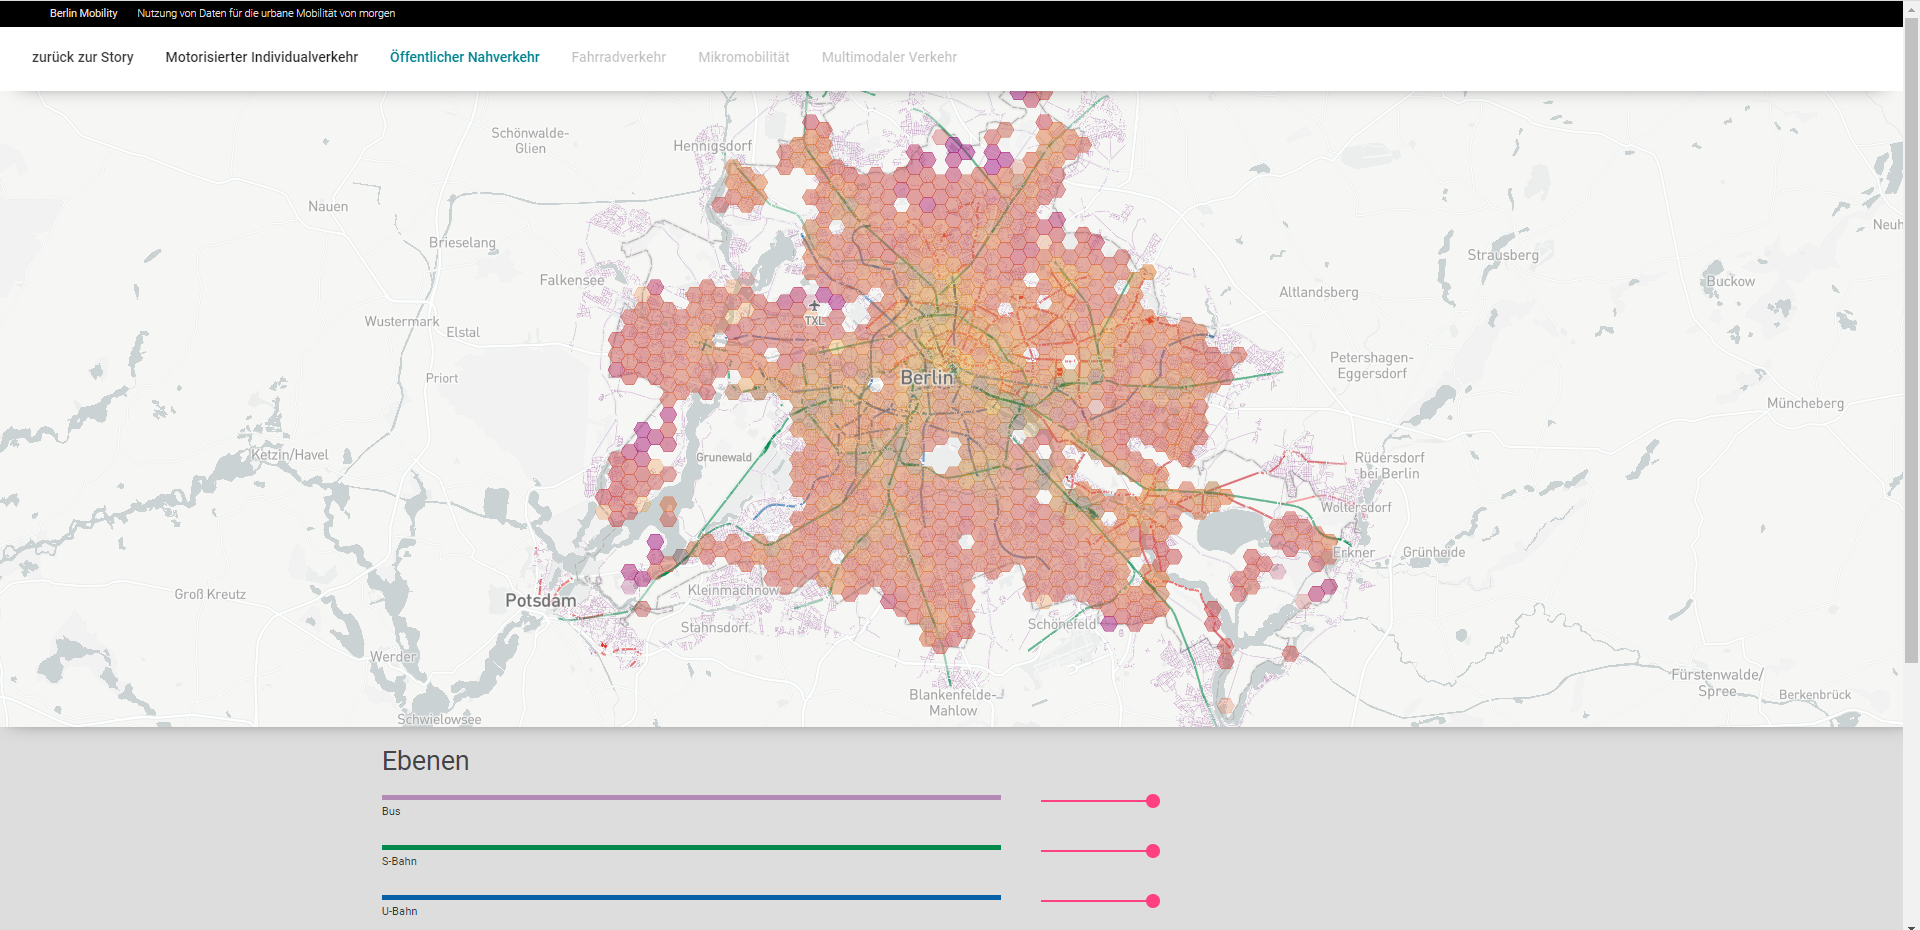 Berlin Mobility Nutzung von Daten für die urbane Mobilität von morgen
zurück zur Story Motorisierter Individualverkehr Öffentlicher Nahverkehr Fahrradverkehr Mikromobilität Multimodaler Verkehr
Schönwalde-
Glien
Hennigsdorf
Nauen
Brieselang
Falkensee
Wustermark
Elstal
TXL
Priort
Berlin
Strausberg
Altlandsberg
Buckow
Petershagen-
Eggersdorf
Müncheberg
Ketzin/Havel
Grunewald
Rüdersdorf
bei Berlin
Woltersdorf
Erkner
Grünheide
Groß Kreutz
Potsdam
Kleinmachnow
Stahnsdorf
Schönefeld
Werder
Schwielowsee
Blankenfelde-
Mahlow
Fürstenwalde/
Spree
Berkenbrück
Ebenen
Bus
S-Bahn
U-Bahn